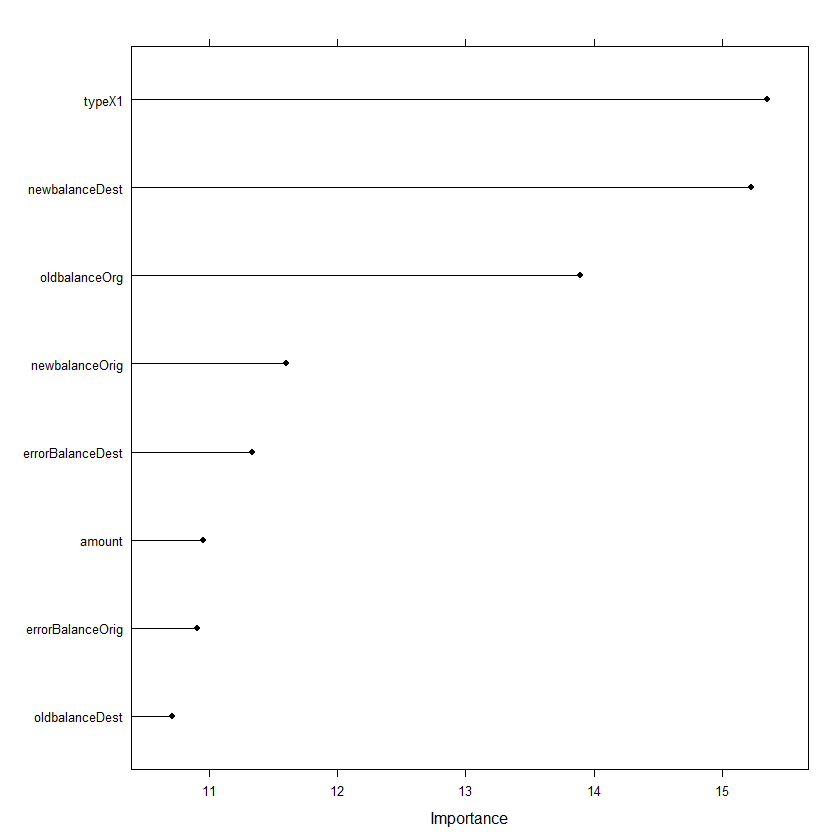 typeX1
newbalanceDest
oldbalanceOrg
newbalanceOrig
errorBalanceDest
amount
errorBalanceOrig
oldbalanceDest
11 12 13 14 15
Importance